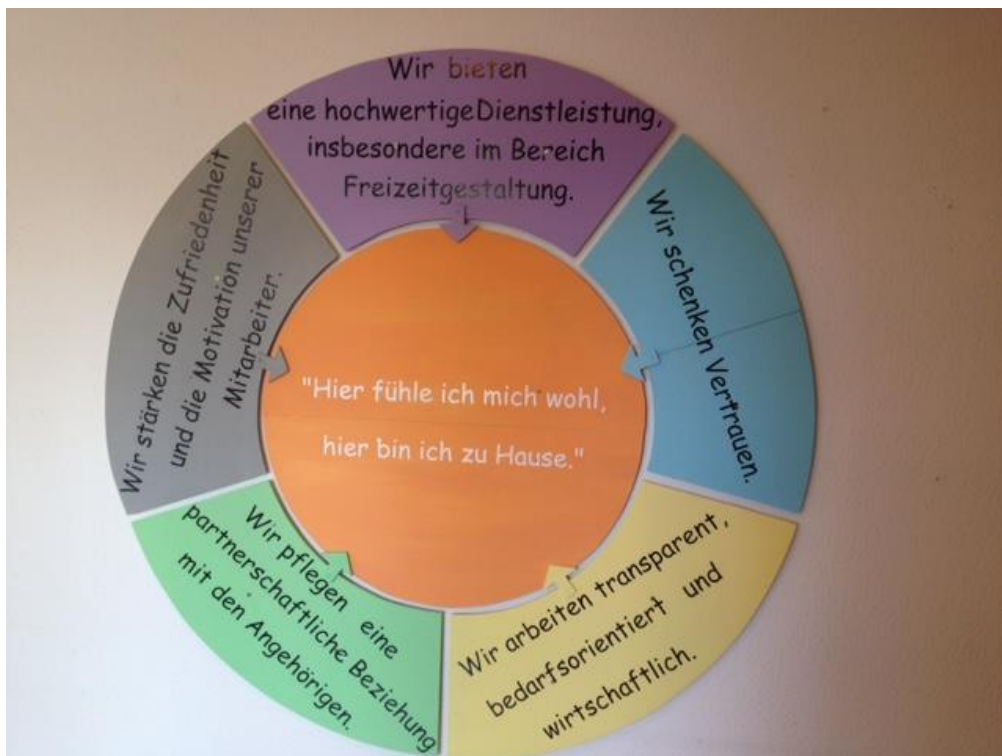 Wir bieten
eine hochwertige Dienstleistung,
insbesondere im Bereich
Freizeitgestaltung.
Wir schenken Vertrauen.
Wir arbeiten transparent,
bedarfsorientiert und
wirtschaftlich.
Wir pflegen eine
partnerschaftliche Beziehung
mit den Angehörigen.
Wir stärken die Zufriedenheit
und die Motivation unserer
Mitarbeiter.
"Hier fühle ich mich wohl,
hier bin ich zu Hause."